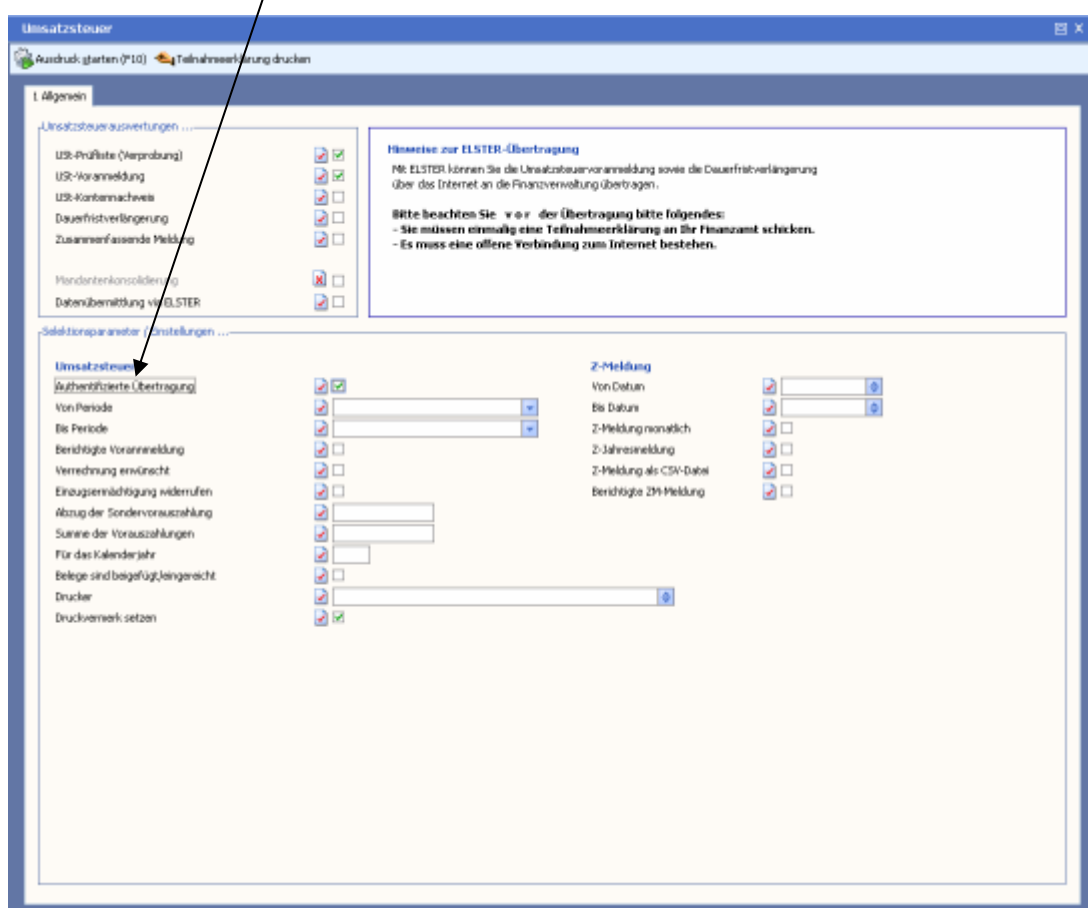 Umsatzsteuer
Ausdruck starten (F10) Teilnahmeerklärung drucken
1. Allgemein
Umsatzsteuerauswertungen ...
USt-Prüfliste (Verprobung)
USt-Voranmeldung
USt-Kontennachweis
Dauerfristverlängerung
Zusammenfassende Meldung
Mandantenkonsolidierung
Datenübermittlung via ELSTER
Hinweise zur ELSTER-Übertragung
Mit ELSTER können Sie die Umsatzsteuervoranmeldung sowie die Dauerfristverlängerung
über das Internet an die Finanzverwaltung übertragen.
Bitte beachten Sie v o r der Übertragung bitte folgendes:
- Sie müssen einmalig eine Teilnahmeerklärung an Ihr Finanzamt schicken.
- Es muss eine offene Verbindung zum Internet bestehen.
Selektionsparameter / Einstellungen ...
Umsatzsteuer
Authentifizierte Übertragung
Von Periode
Bis Periode
Berichtigte Vorannmeldung
Verrechnung erwünscht
Einzugsermächtigung widerrufen
Abzug der Sondervorauszahlung
Summe der Vorauszahlungen
Für das Kalenderjahr
Belege sind beigefügt/eingereicht
Drucker
Druckvermerk setzen
Z-Meldung
Von Datum
Bis Datum
Z-Meldung monatlich
Z-Jahresmeldung
Z-Meldung als CSV-Datei
Berichtigte ZM-Meldung